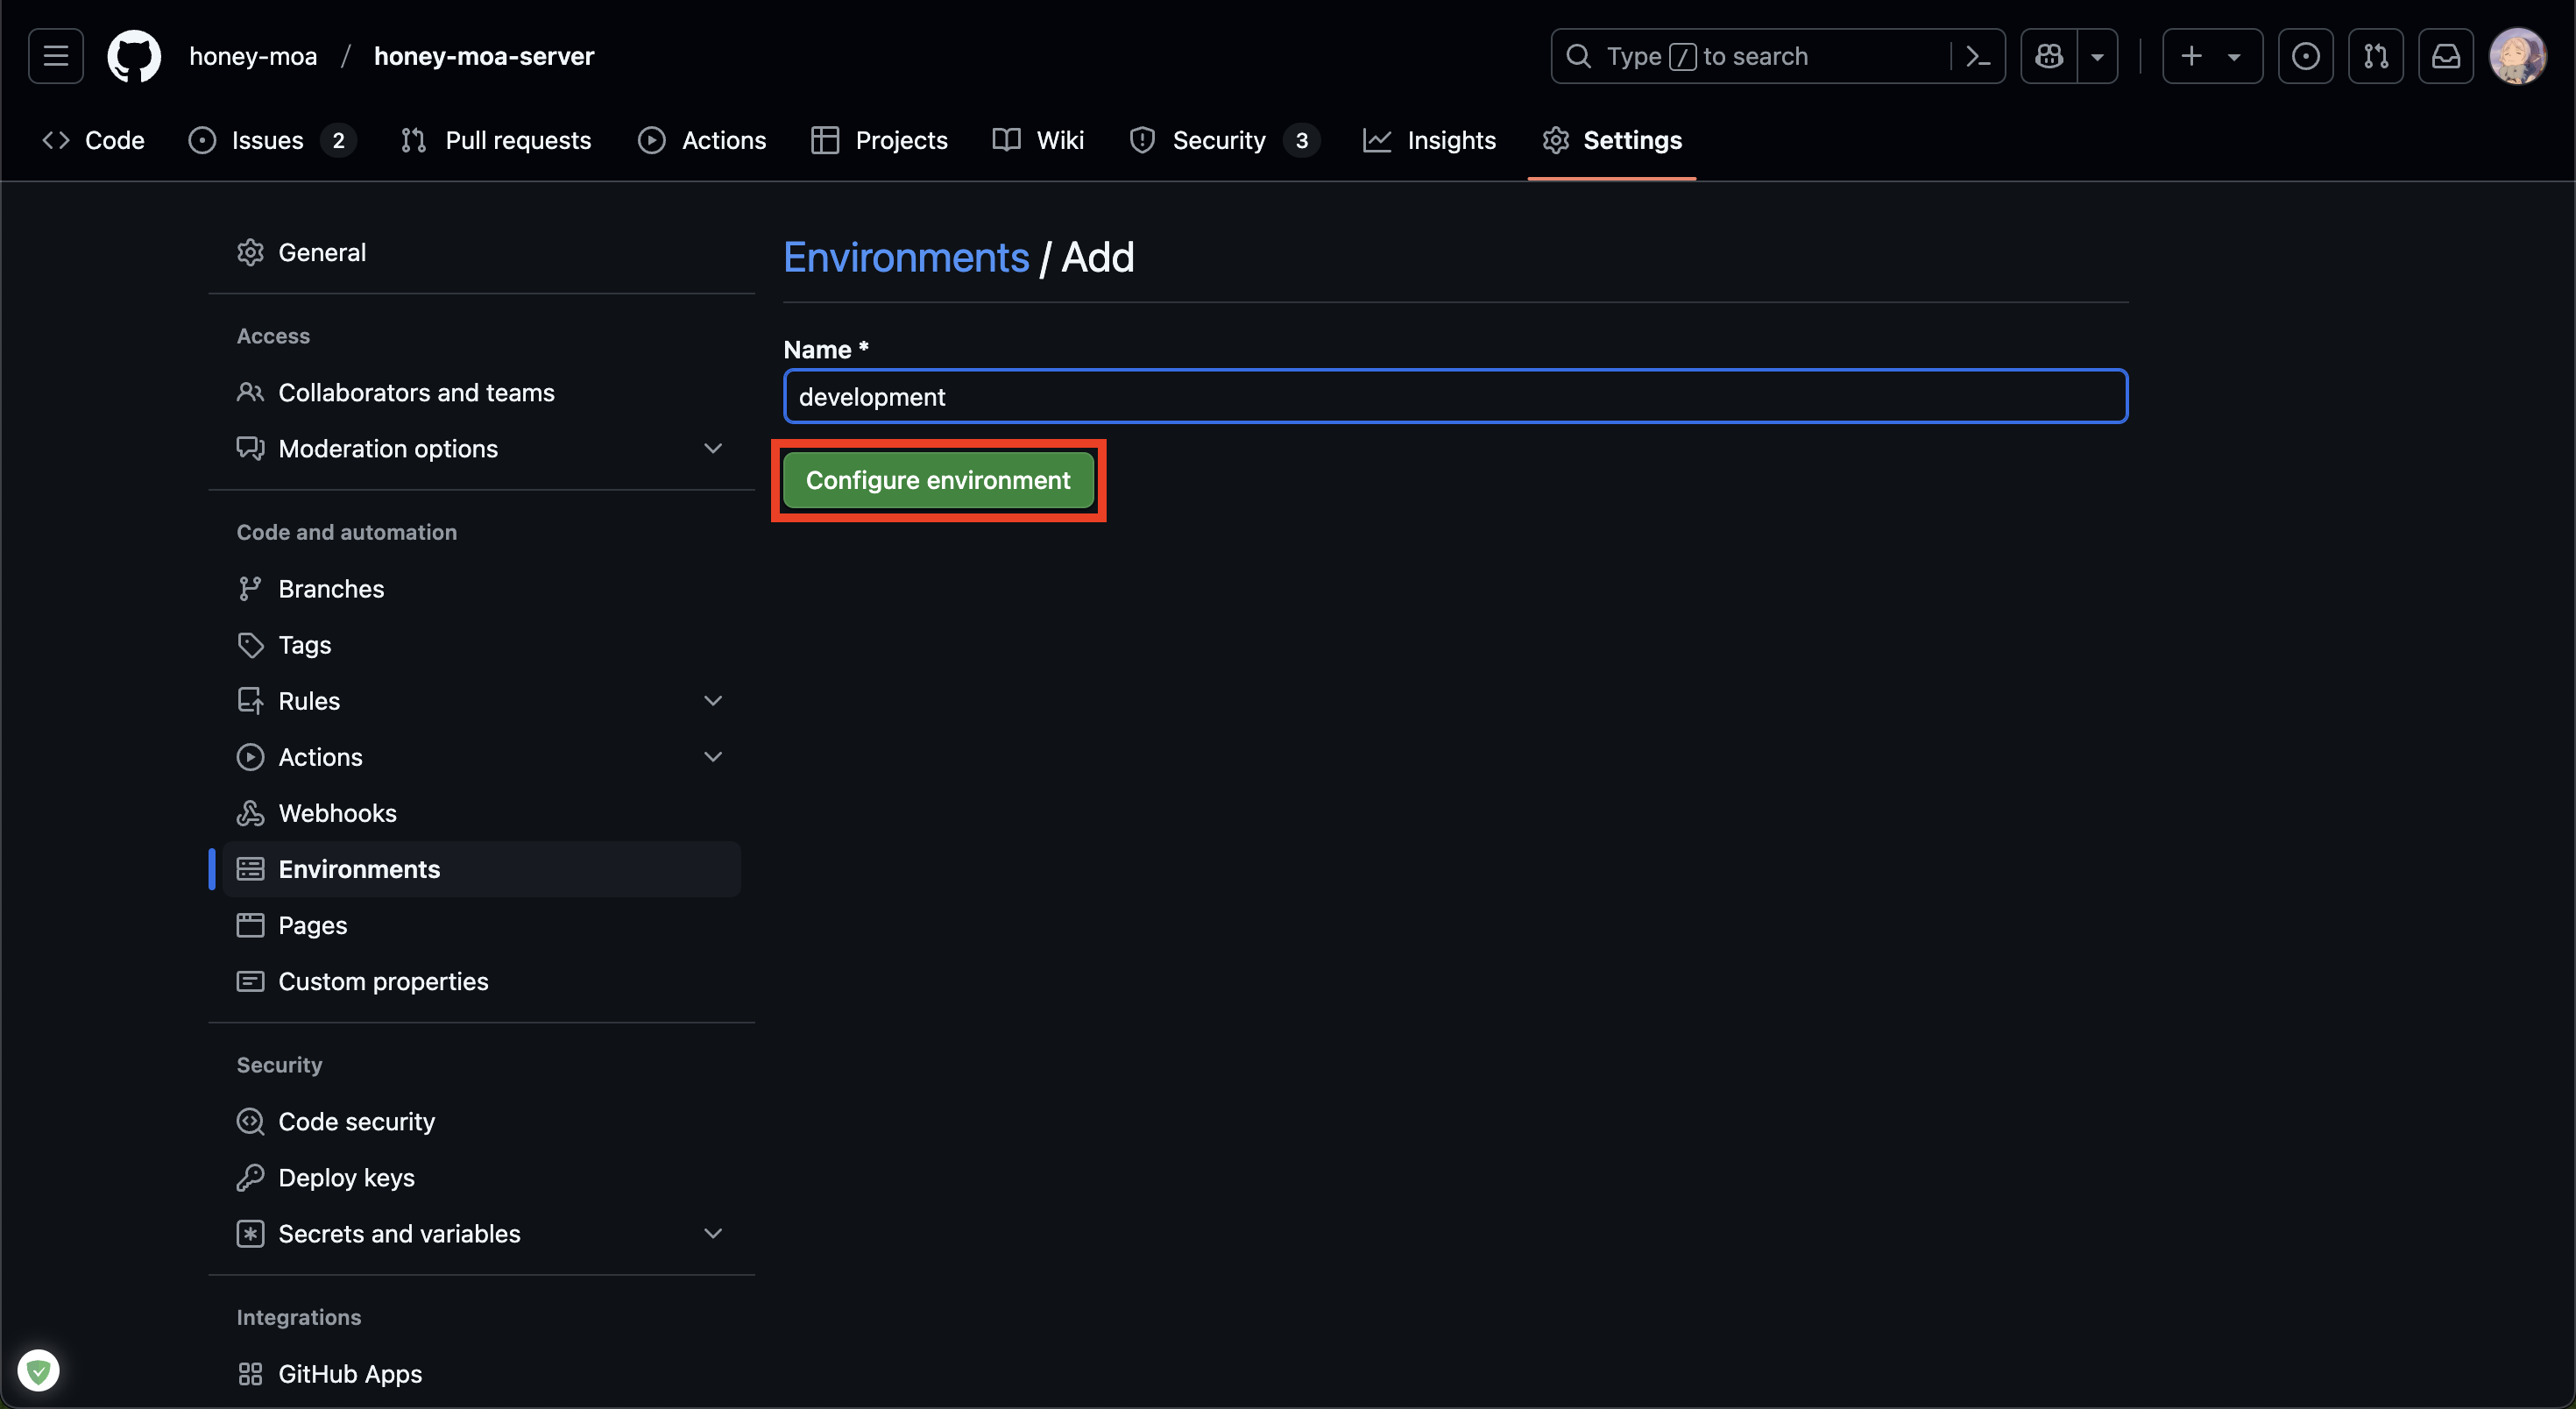 honey-moa / honey-moa-server
Type / to search
Code
Issues 2
Pull requests
Actions
Projects
Wiki
Security 3
Insights
Settings
General
Access
Collaborators and teams
Moderation options
Code and automation
Branches
Tags
Rules
Actions
Webhooks
Environments
Pages
Custom properties
Security
Code security
Deploy keys
Secrets and variables
Integrations
GitHub Apps
Environments / Add
Name *
development
Configure environment